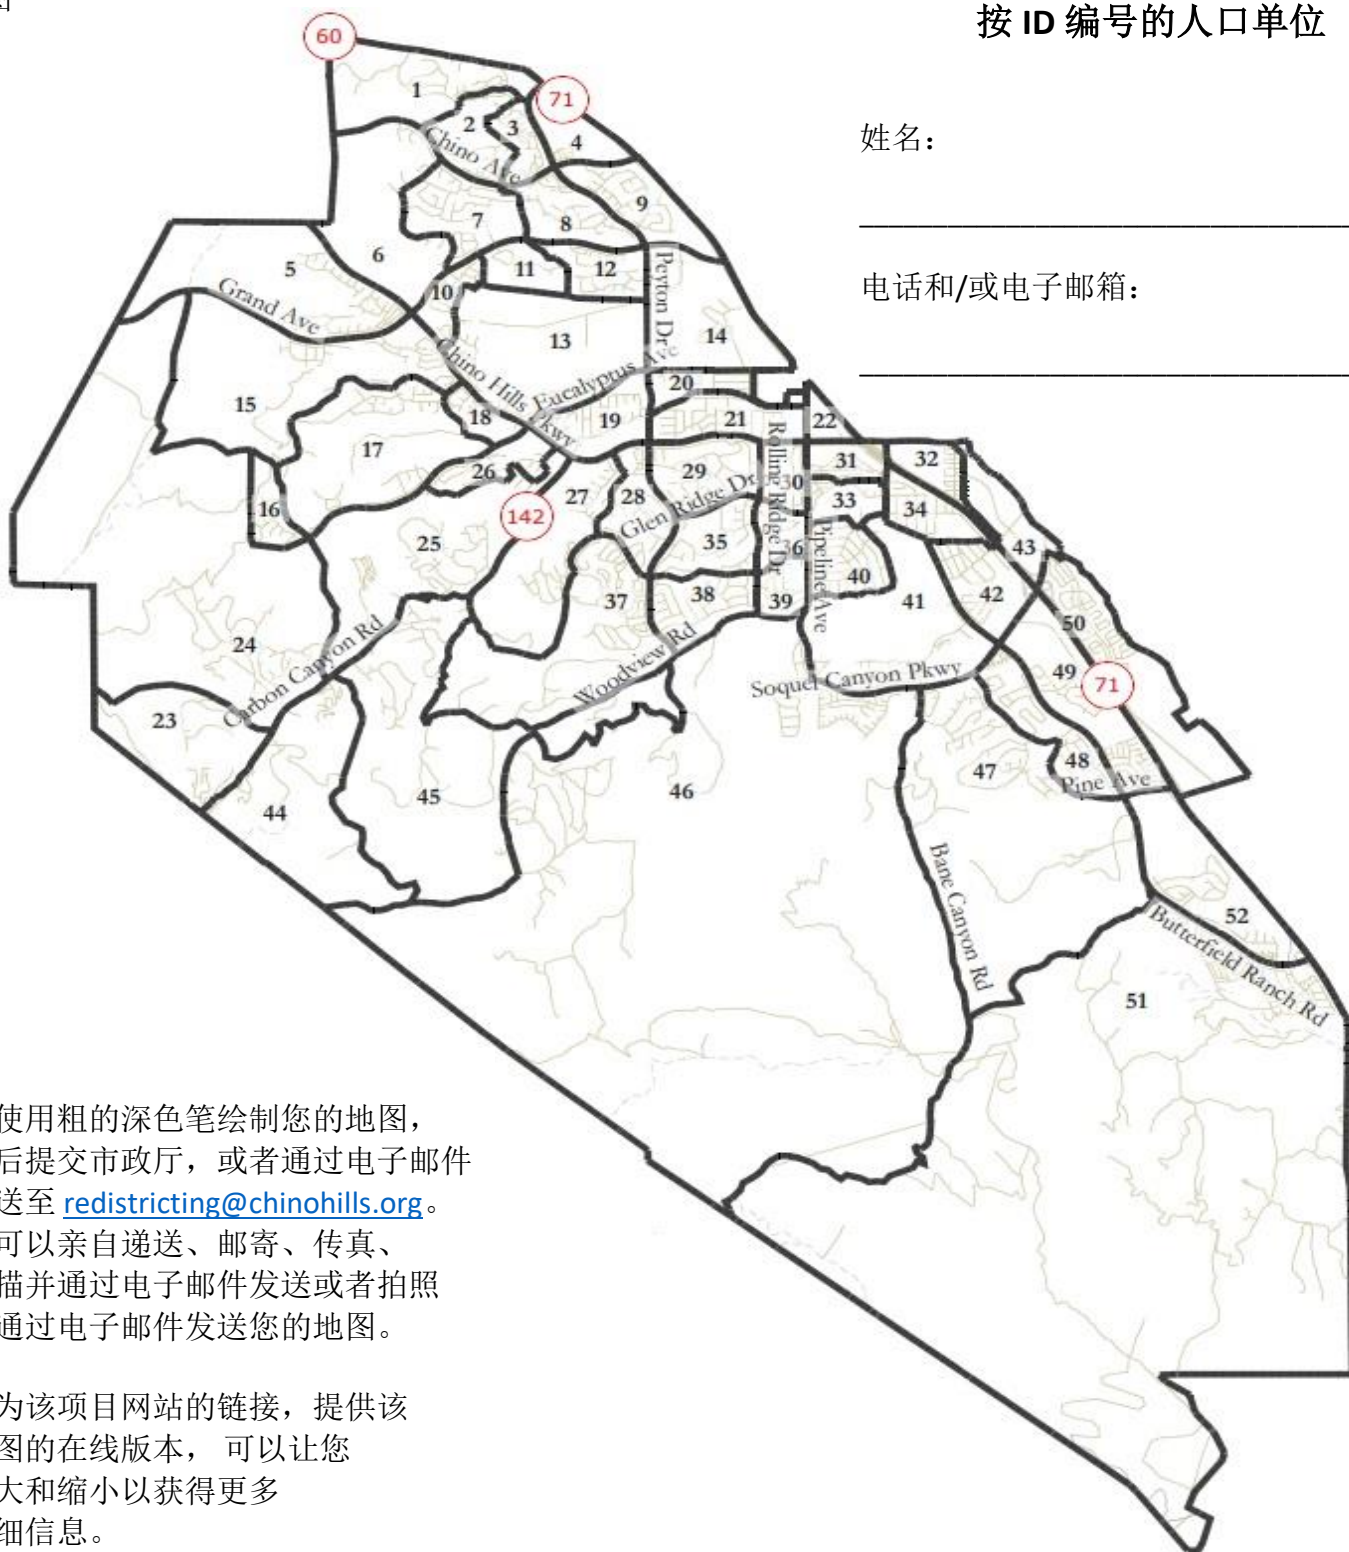 按 ID 编号的人口单位
姓名：
电话和/或电子邮箱：
60
71
1
2
3
4
Chino Ave
9
7
8
6
5
11
12
10
Peyton Dr
Grand Ave
13
14
Chino Hills Pkwy
Eucalyptus Ave
20
15
18
19
21
22
17
Rolling Ridge Dr
26
29
31
32
30
16
142
27
28
Glen Ridge Dr
33
34
25
35
36
Pipeline Ave
43
40
37
38
39
41
42
24
Carbon Canyon Rd
Woodview Rd
50
Soquel Canyon Pkwy
49
71
23
48
47
Pine Ave
44
45
46
Bane Canyon Rd
52
Butterfield Ranch Rd
51
使用粗的深色笔绘制您的地图，
后提交市政厅，或者通过电子邮件
送至 redistricting@chinohills.org。
可以亲自递送、邮寄、传真、
描并通过电子邮件发送或者拍照
通过电子邮件发送您的地图。
为该项目网站的链接，提供该
图的在线版本， 可以让您
大和缩小以获得更多
细信息。